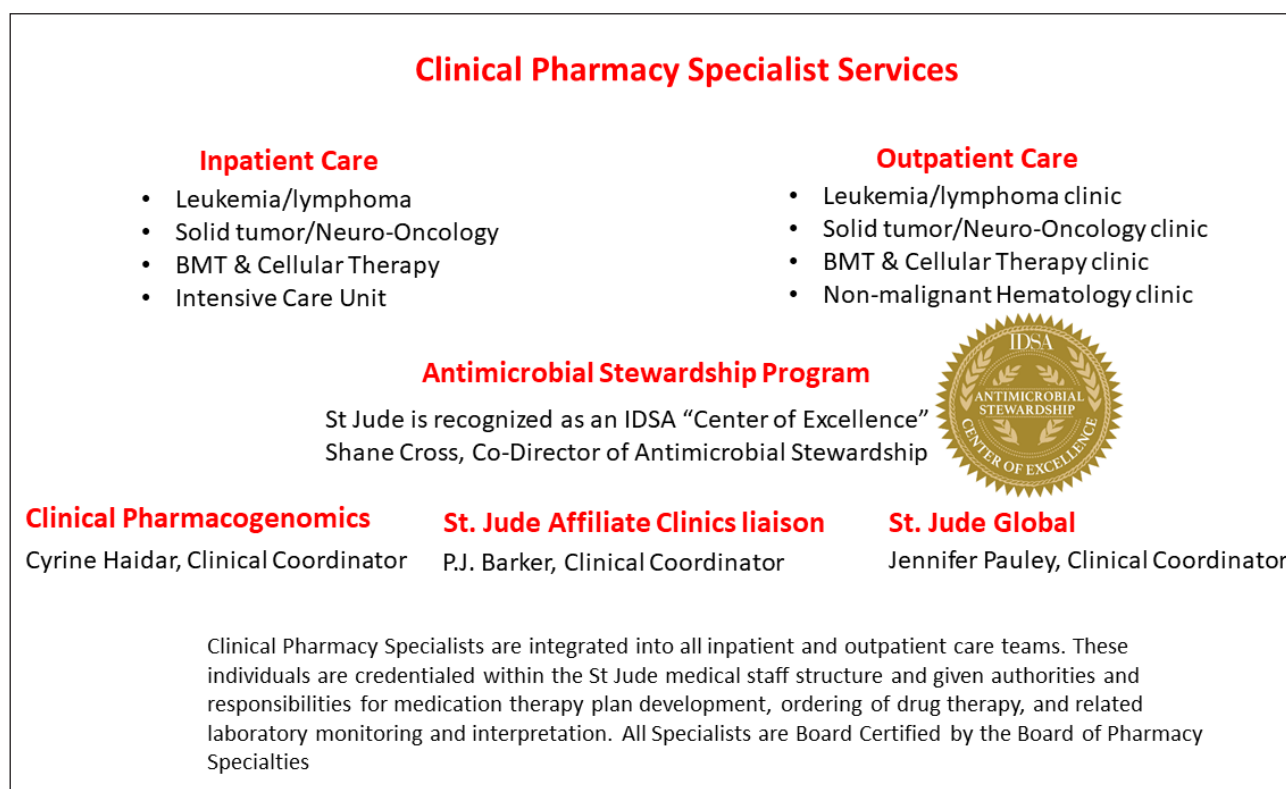 Clinical Pharmacy Specialist Services
Inpatient Care
• Leukemia/lymphoma
• Solid tumor/Neuro-Oncology
• BMT & Cellular Therapy
• Intensive Care Unit
Outpatient Care
• Leukemia/lymphoma clinic
• Solid tumor/Neuro-Oncology clinic
• BMT & Cellular Therapy clinic
• Non-malignant Hematology clinic
Antimicrobial Stewardship Program
St Jude is recognized as an IDSA “Center of Excellence”
Shane Cross, Co-Director of Antimicrobial Stewardship
IDSA
ANTIMICROBIAL
STEWARDSHIP
CENTER OF EXCELLENCE
Clinical Pharmacogenomics
Cyrine Haidar, Clinical Coordinator
St. Jude Affiliate Clinics liaison
P.J. Barker, Clinical Coordinator
St. Jude Global
Jennifer Pauley, Clinical Coordinator
Clinical Pharmacy Specialists are integrated into all inpatient and outpatient care teams. These
individuals are credentialed within the St Jude medical staff structure and given authorities and
responsibilities for medication therapy plan development, ordering of drug therapy, and related
laboratory monitoring and interpretation. All Specialists are Board Certified by the Board of Pharmacy
Specialties